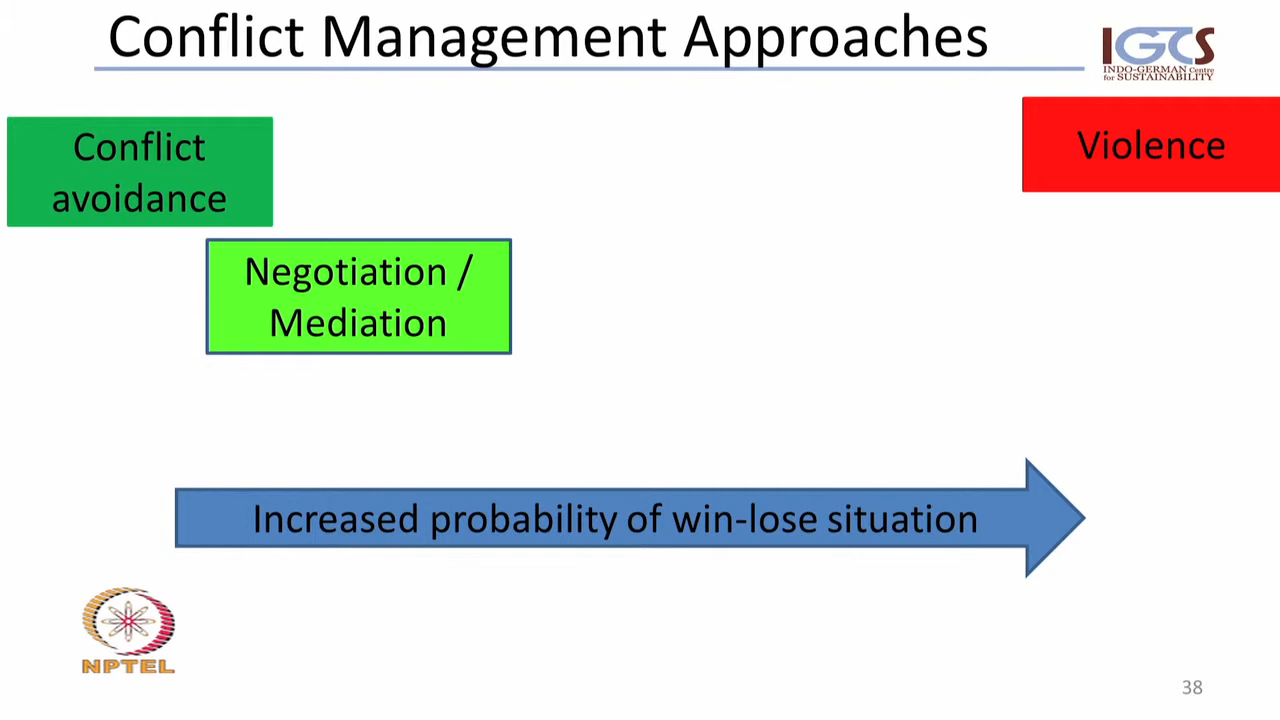 Conflict Management Approaches
IGCS
INDO-GERMAN Centre
for SUSTAINABILITY
Conflict
avoidance
Violence
Negotiation /
Mediation
Increased probability of win-lose situation
NPTEL
38